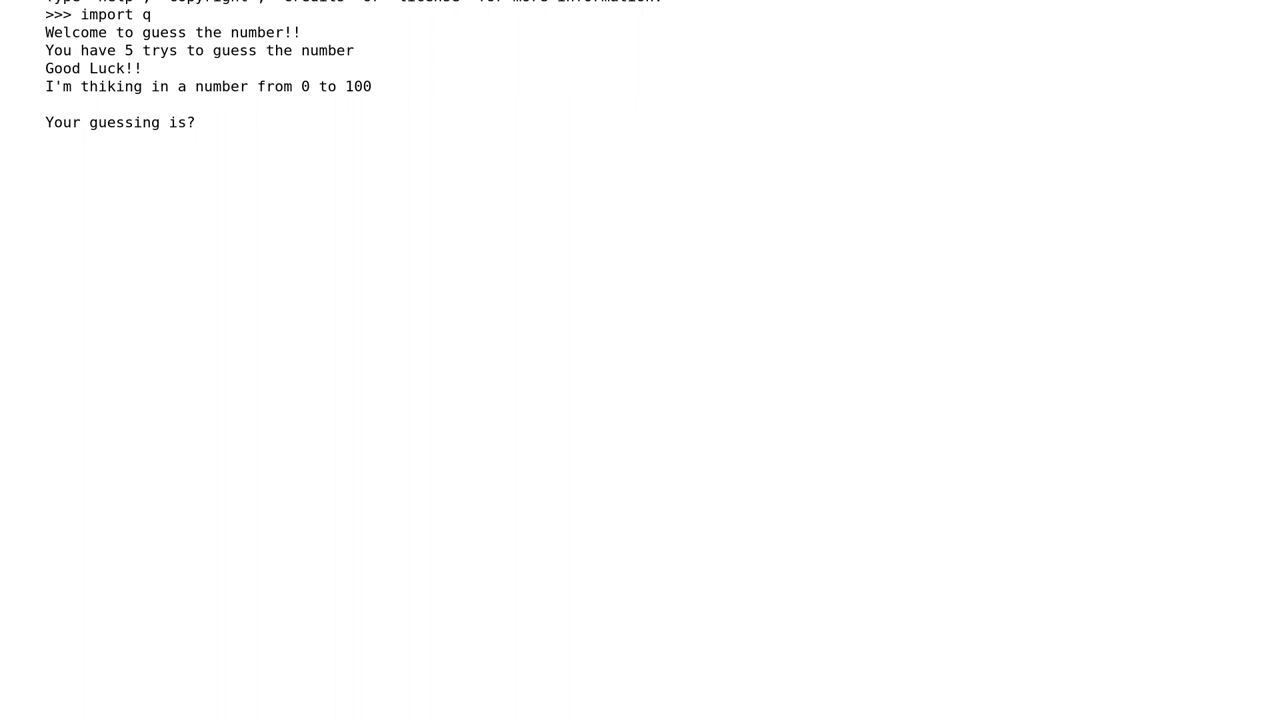 >>> import q
Welcome to guess the number!!
You have 5 trys to guess the number
Good Luck!!
I'm thiking in a number from 0 to 100
Your guessing is?